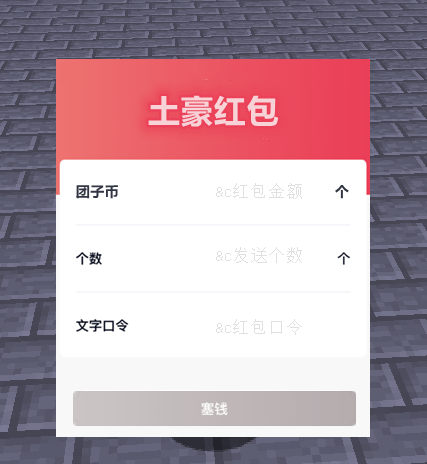 土豪红包
团子币 &c红包金额 个
个数 &c发送个数 个
文字口令 &c红包口令
塞钱